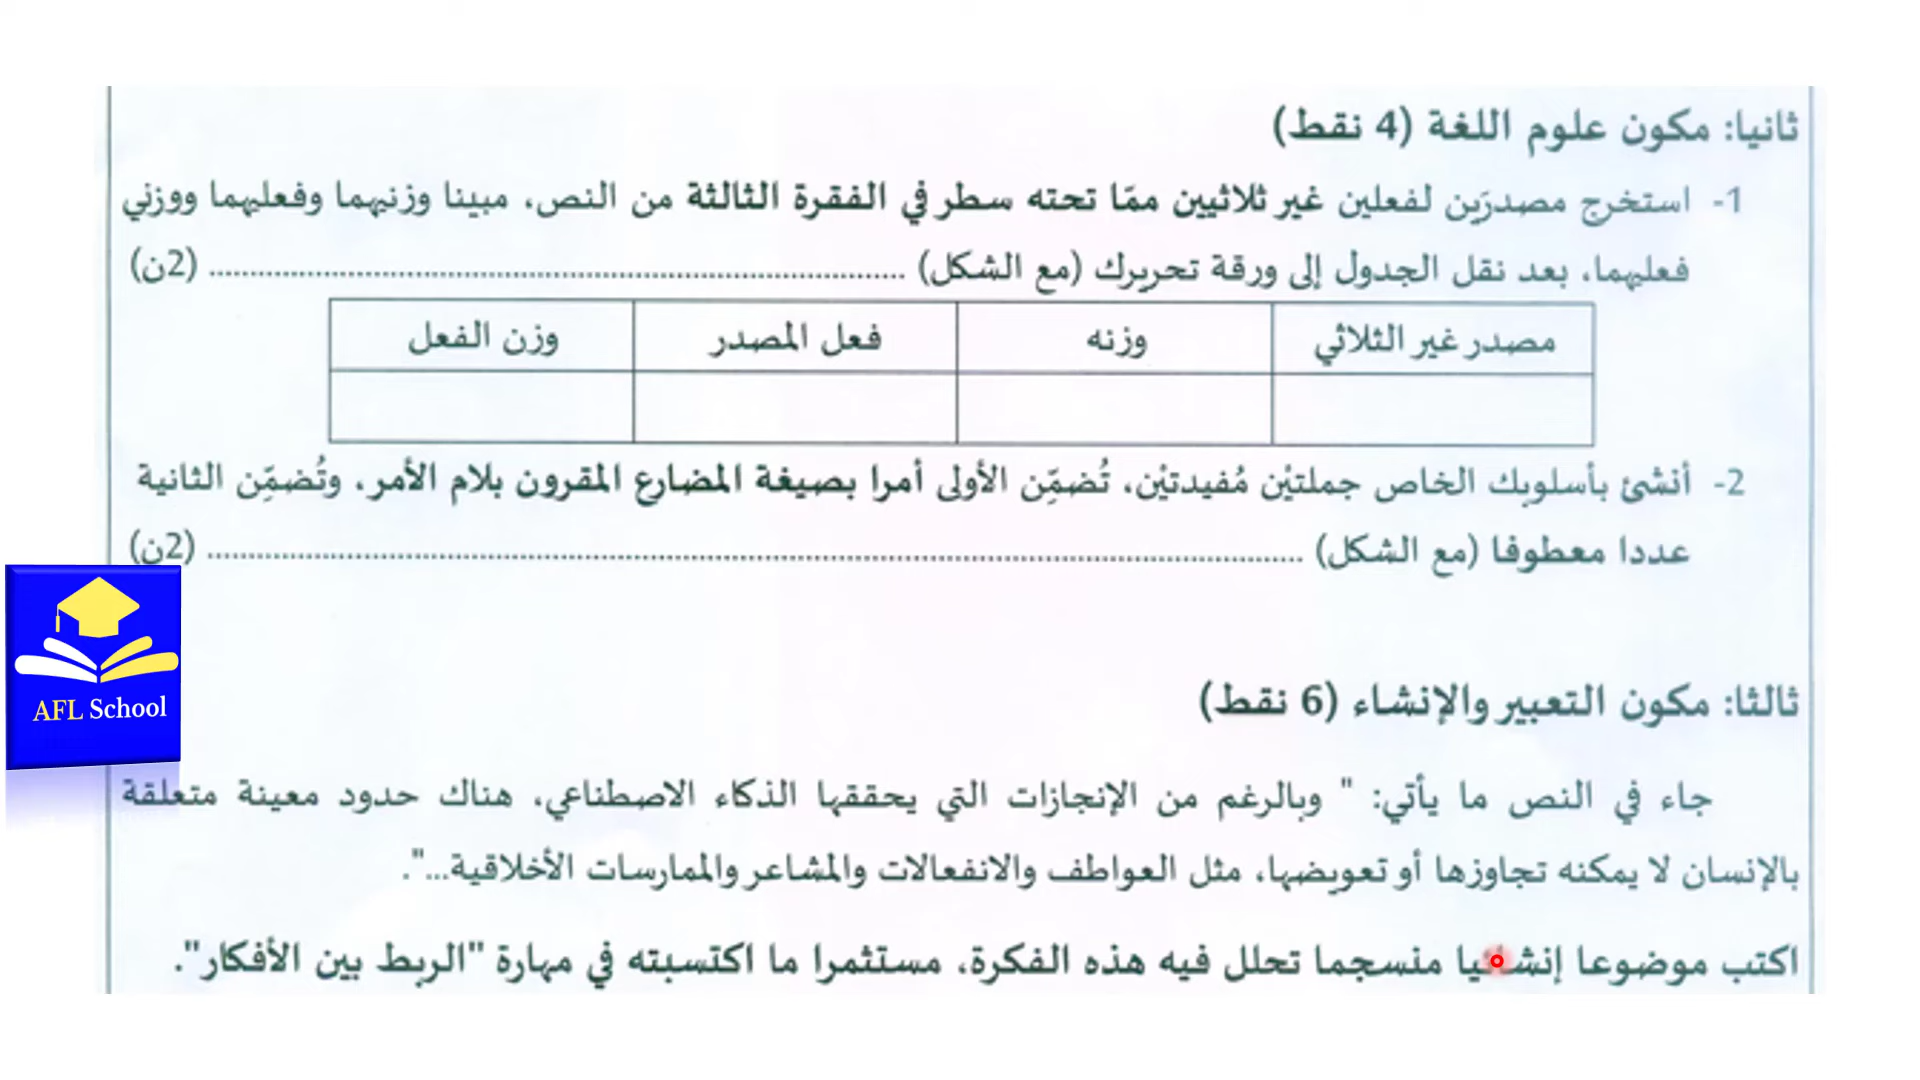 ثانيا: مكون علوم اللغة (4 نقط)
1- استخرج مصدرَين لفعلين غير ثلاثيين ممّا تحته سطر في الفقرة الثالثة من النص، مبينا وزنيهما وفعليهما ووزني
فعليهما، بعد نقل الجدول إلى ورقة تحريرك (مع الشكل) ........................................................................ (2ن)
مصدر غير الثلاثي وزنه فعل المصدر وزن الفعل
2- أنشئ بأسلوبك الخاص جملتيْن مُفيدتيْن، تُضمِّن الأولى أمرا بصيغة المضارع المقرون بلام الأمر، وتُضمِّن الثانية
عددا معطوفا (مع الشكل) ........................................................................ (2ن)
AFL School
ثالثا: مكون التعبير والإنشاء (6 نقط)
جاء في النص ما يأتي: " وبالرغم من الإنجازات التي يحققها الذكاء الاصطناعي، هناك حدود معينة متعلقة
بالإنسان لا يمكنه تجاوزها أو تعويضها، مثل العواطف والانفعالات والمشاعر والممارسات الأخلاقية...".
اكتب موضوعا إنشائيا منسجما تحلل فيه هذه الفكرة، مستثمرا ما اكتسبته في مهارة "الربط بين الأفكار".